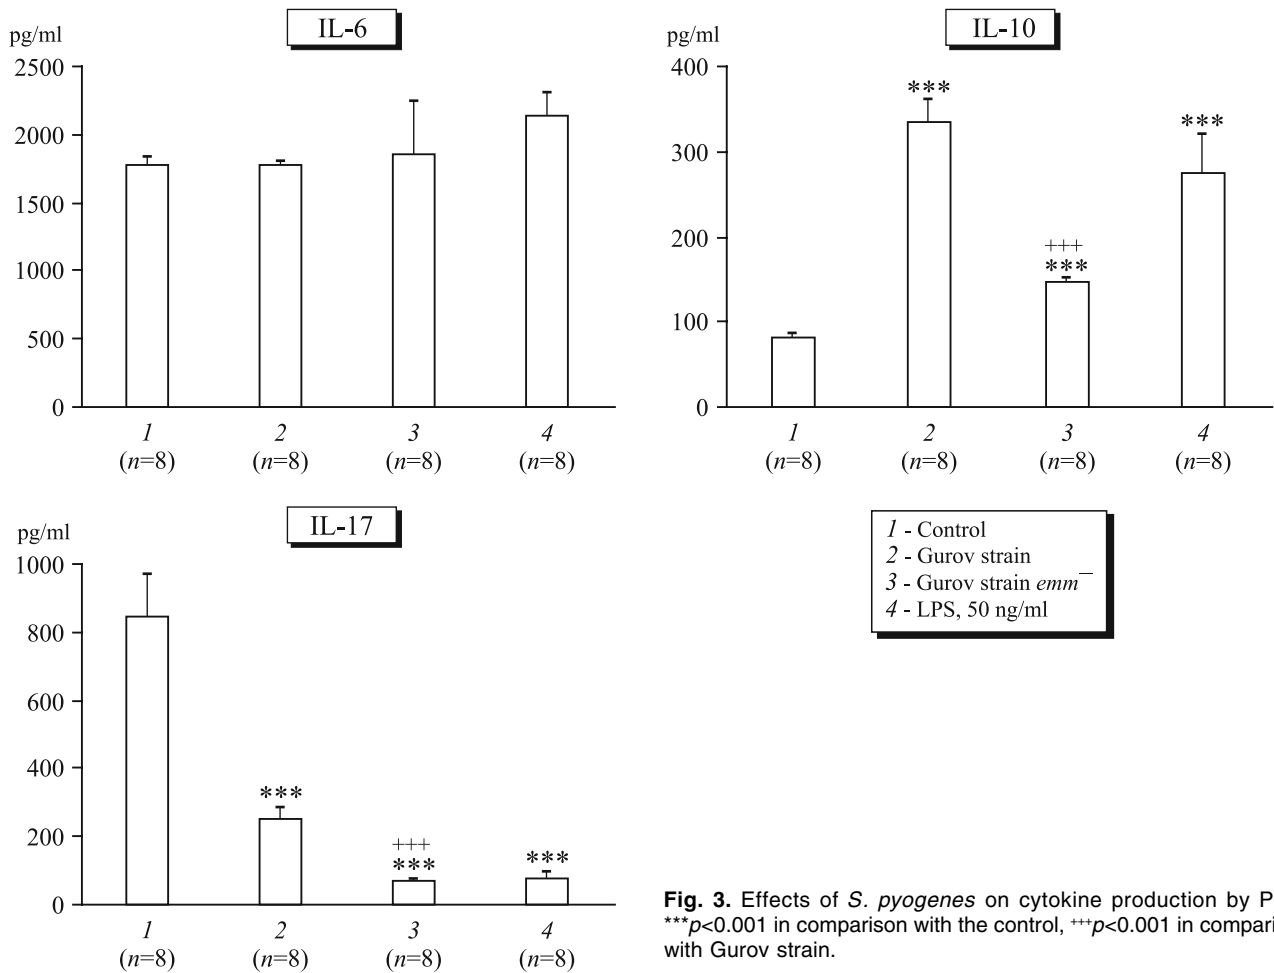 IL-6
pg/ml
2500
2000
1500
1000
500
0
1 2 3 4
(n=8) (n=8) (n=8) (n=8)
IL-10
pg/ml
400
300
200
100
0
***
+++
***
***
1 2 3 4
(n=8) (n=8) (n=8) (n=8)
IL-17
pg/ml
1000
800
600
400
200
0
***
+++
***
***
1 2 3 4
(n=8) (n=8) (n=8) (n=8)
1 - Control
2 - Gurov strain
3 - Gurov strain emm¯
4 - LPS, 50 ng/ml
Fig. 3. Effects of S. pyogenes on cytokine production by P
***p<0.001 in comparison with the control, +++p<0.001 in compari
with Gurov strain.